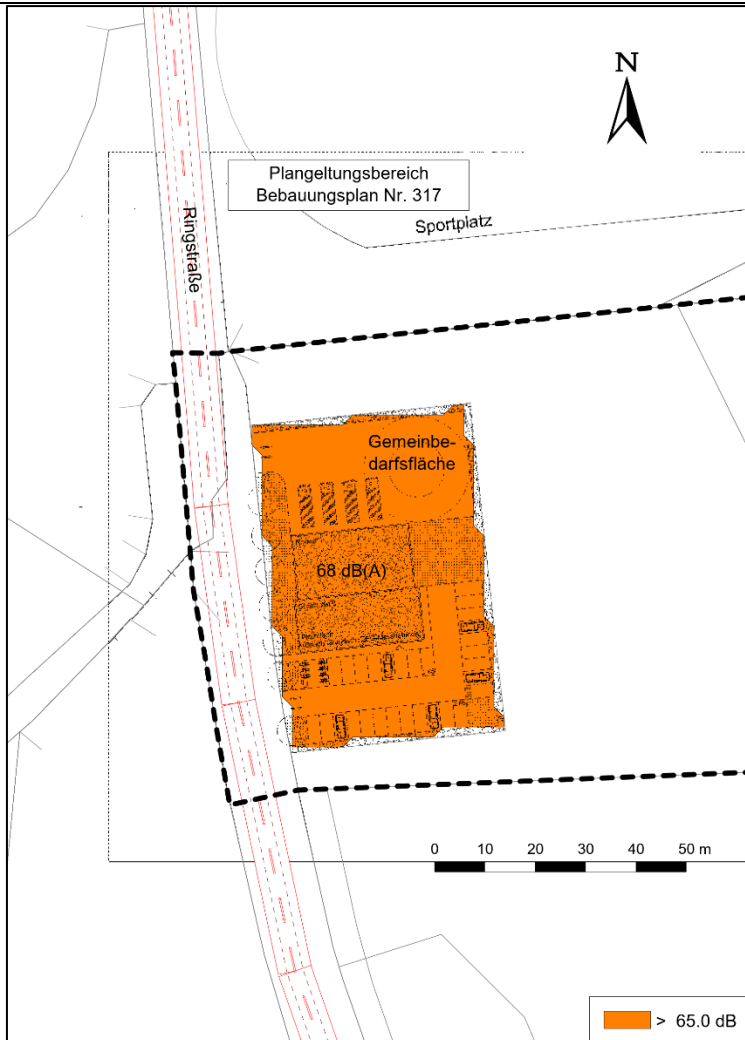 N
Plangeltungsbereich
Bebauungsplan Nr. 317
Sportplatz
Ringstraße
Gemeinbe-
darfsfläche
68 dB(A)
0 10 20 30 40 50 m
> 65.0 dB